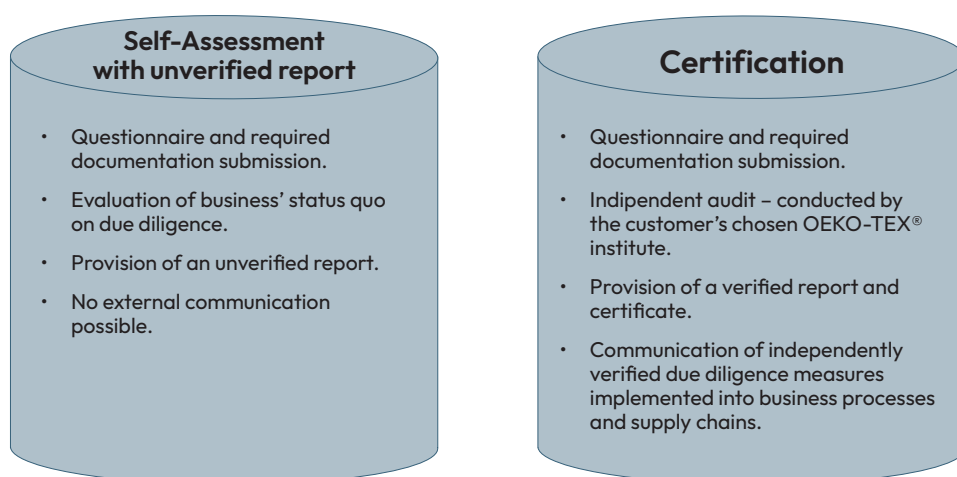 Self-Assessment
with unverified report
• Questionnaire and required
documentation submission.
• Evaluation of business’ status quo
on due diligence.
• Provision of an unverified report.
• No external communication
possible.
Certification
• Questionnaire and required
documentation submission.
• Indipendent audit – conducted by
the customer’s chosen OEKO-TEX®
institute.
• Provision of a verified report and
certificate.
• Communication of independently
verified due diligence measures
implemented into business processes
and supply chains.